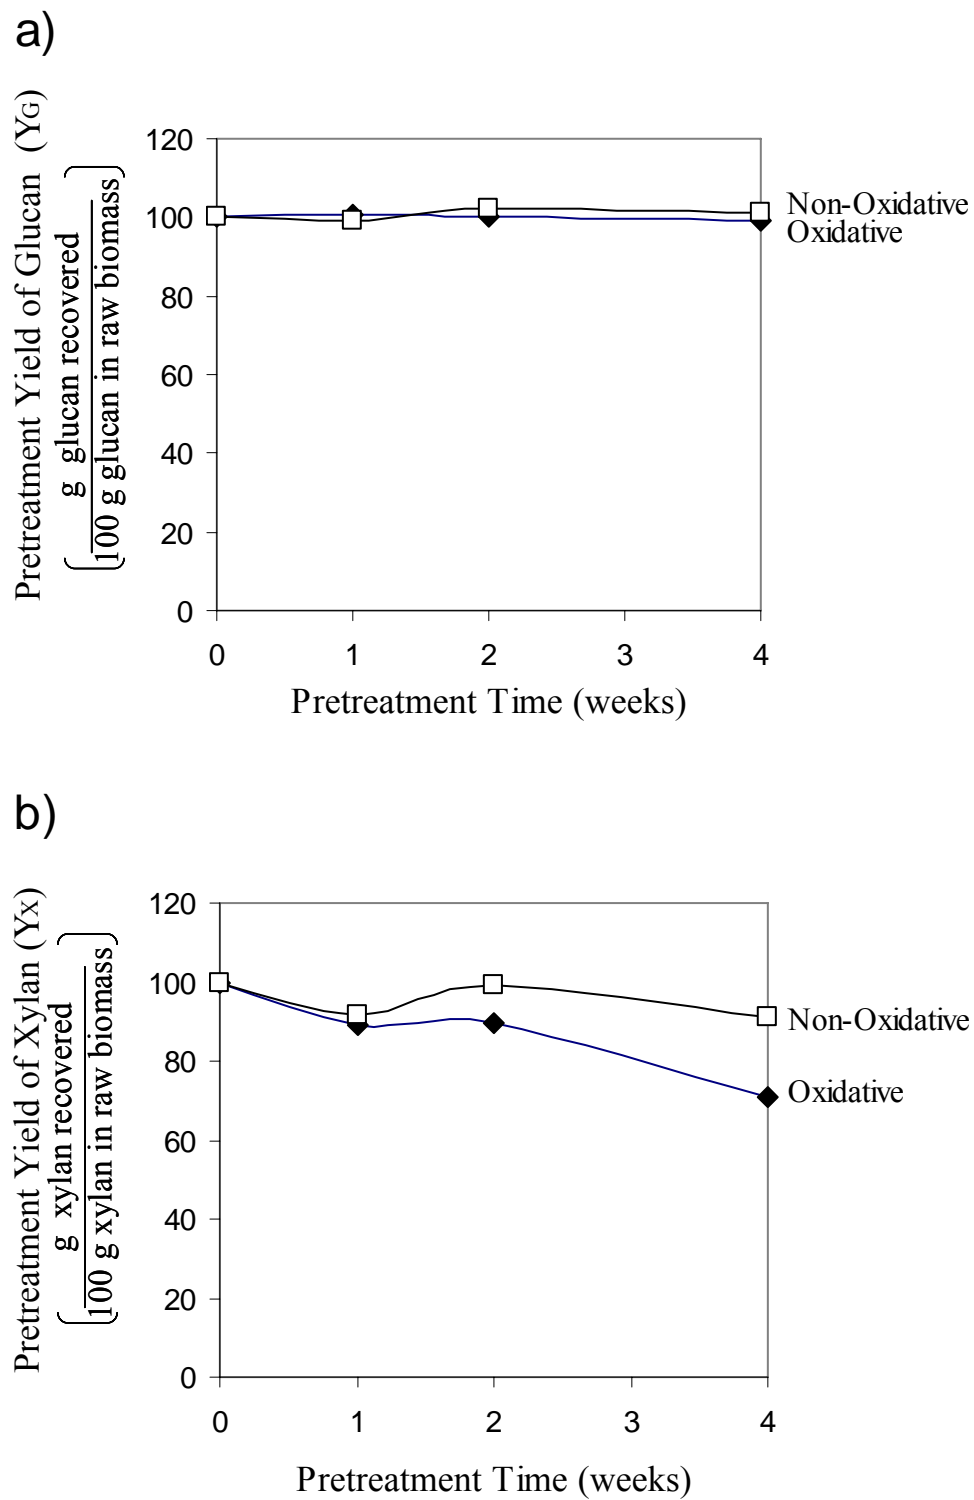 a)
Pretreatment Yield of Glucan (YG)
g glucan recovered
100 g glucan in raw biomass
120
100
80
60
40
20
0
Non-Oxidative
Oxidative
0 1 2 3 4
Pretreatment Time (weeks)
b)
Pretreatment Yield of Xylan (YX)
g xylan recovered
100 g xylan in raw biomass
120
100
80
60
40
20
0
Non-Oxidative
Oxidative
0 1 2 3 4
Pretreatment Time (weeks)